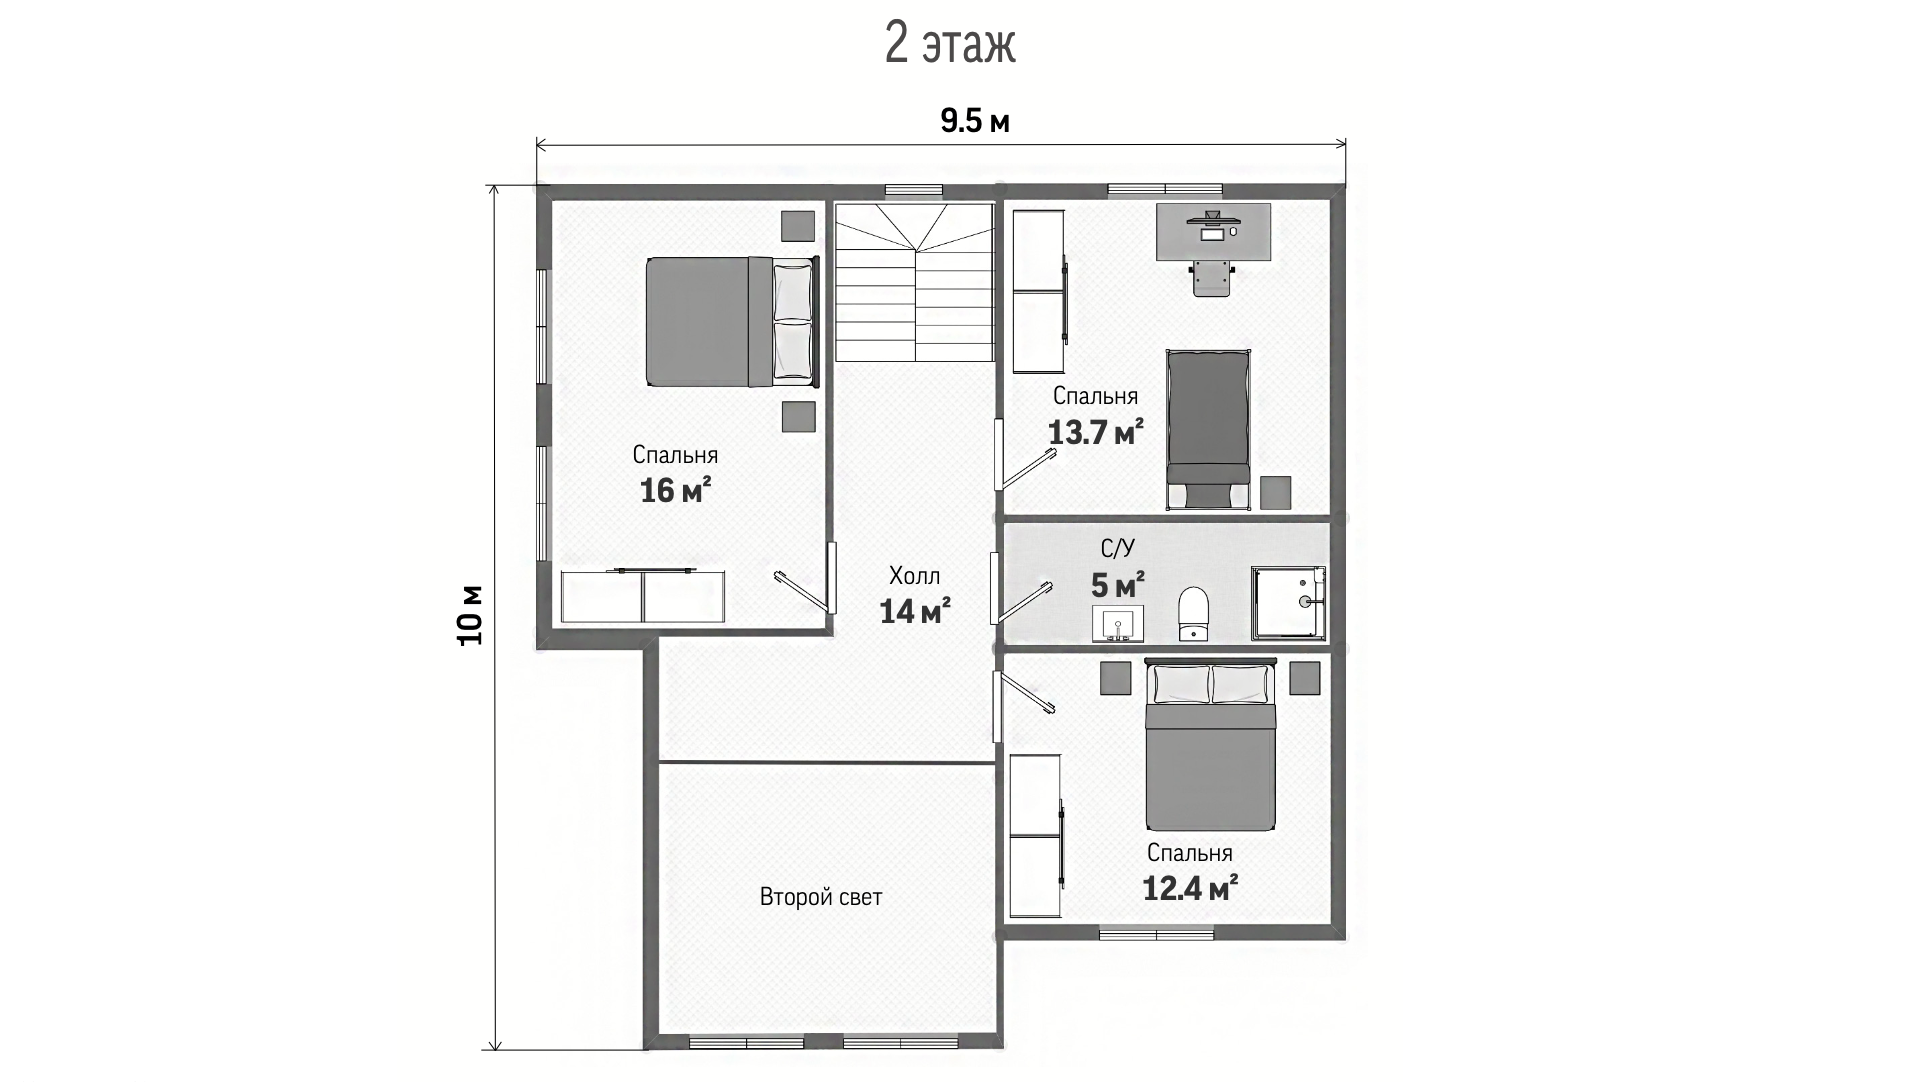 2 этаж
9.5 м
10 м
Спальня
13.7 м²
Спальня
16 м²
С/У
5 м²
Холл
14 м²
Спальня
12.4 м²
Второй свет